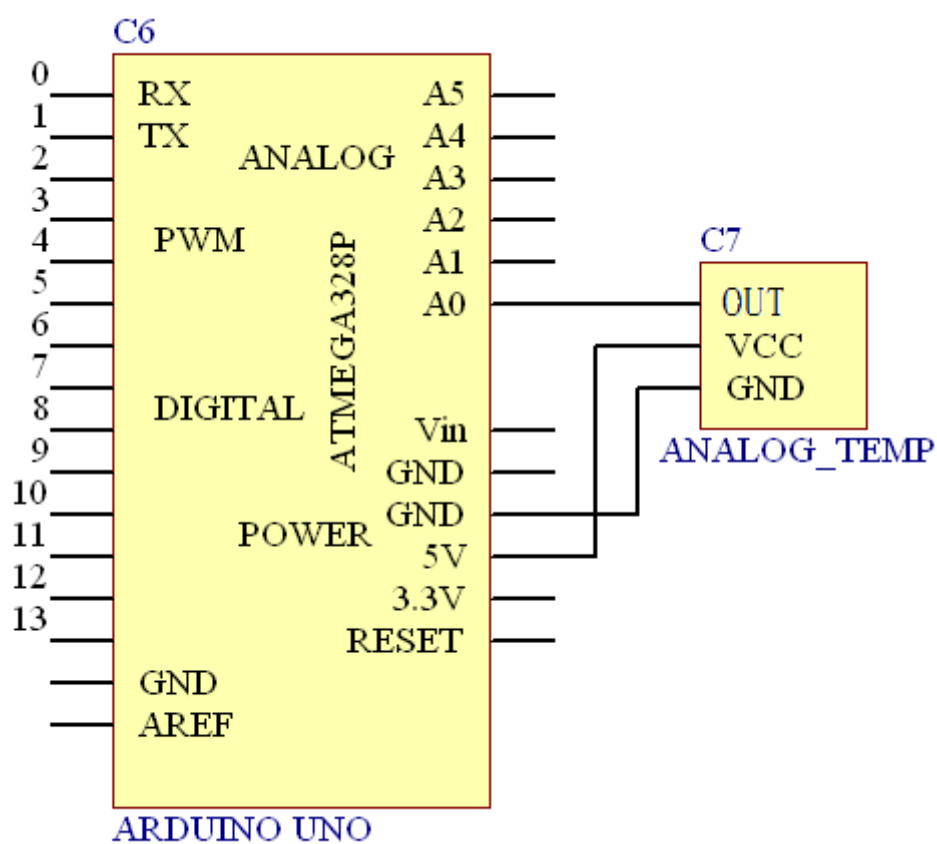 C6
0
1
2
3
4
5
6
7
8
9
10
11
12
13
RX
TX
PWM
DIGITAL
GND
AREF
ANALOG
ATMEGA328P
POWER
A5
A4
A3
A2
A1
A0
Vin
GND
GND
5V
3.3V
RESET
ARDUINO UNO
C7
OUT
VCC
GND
ANALOG_TEMP